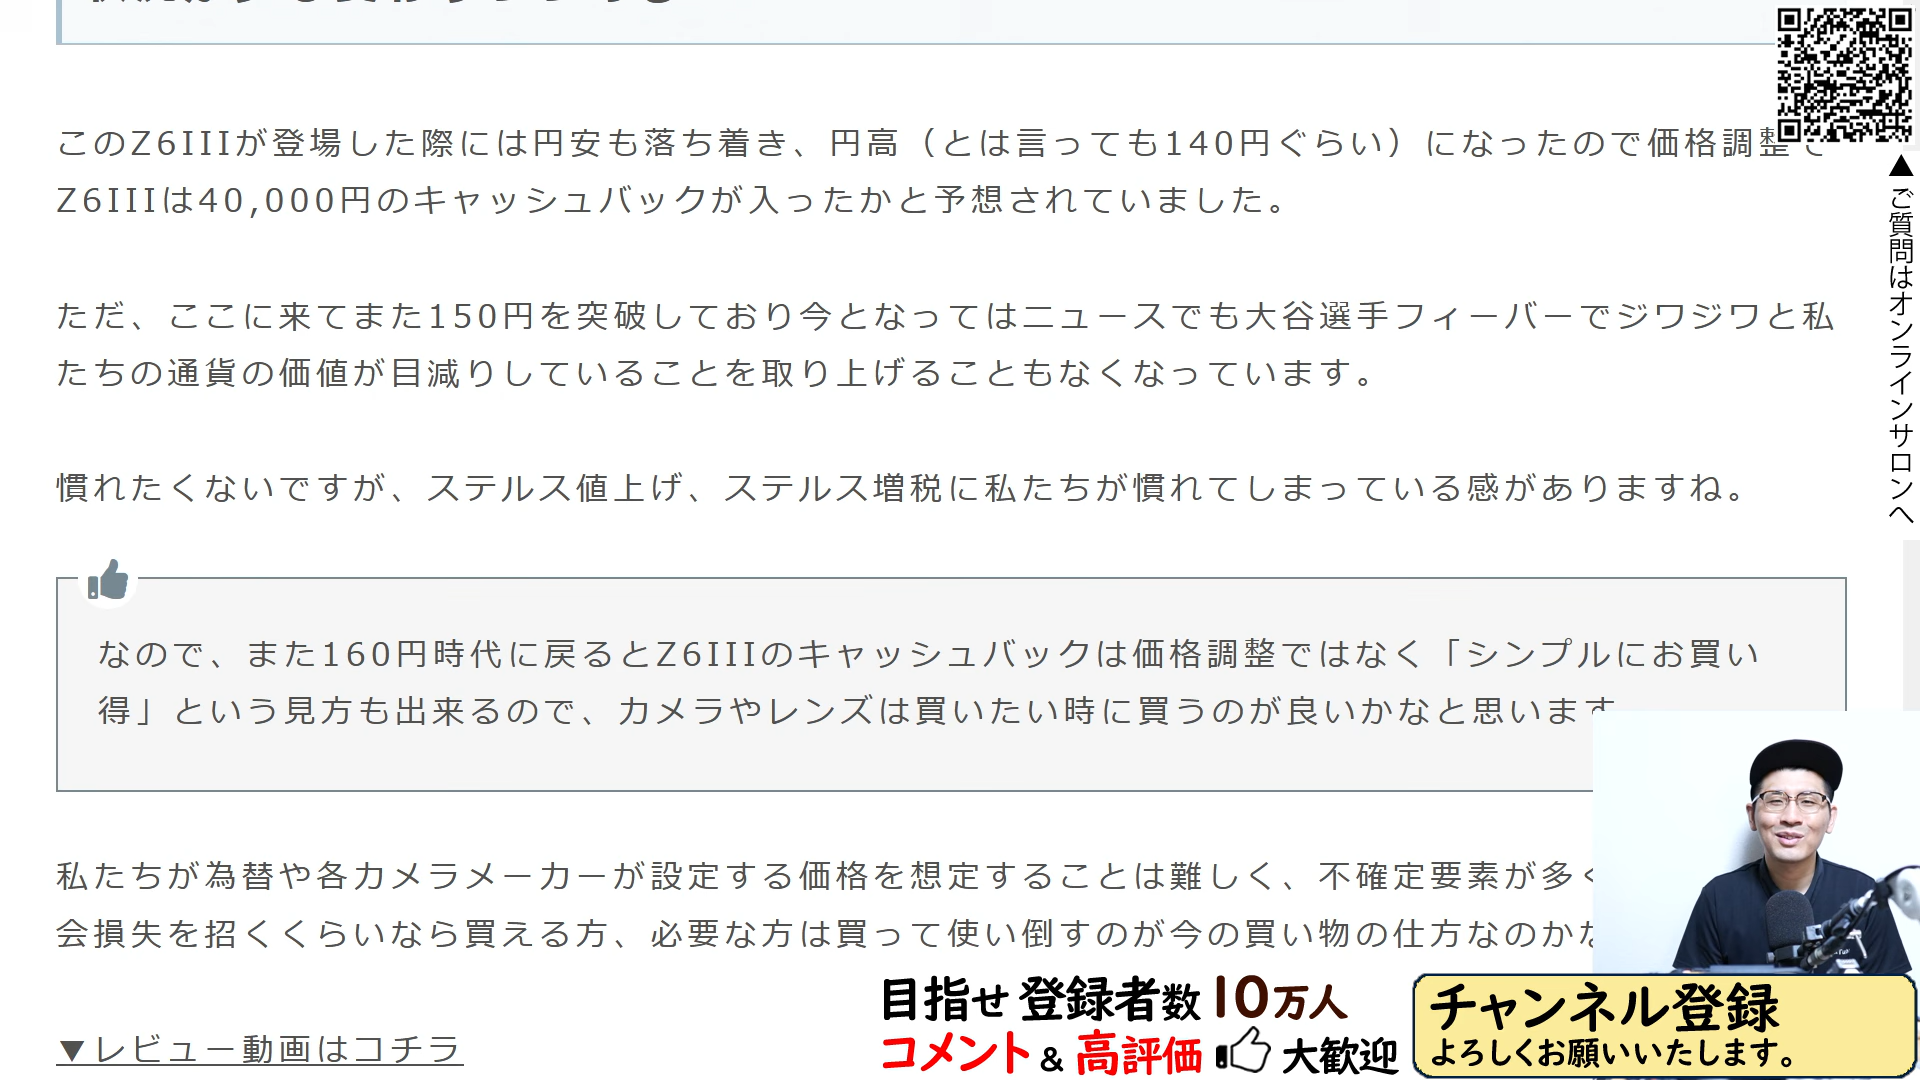 このZ6IIIが登場した際には円安も落ち着き、円高（とは言っても140円ぐらい）になったので価格調整で
Z6IIIは40,000円のキャッシュバックが入ったかと予想されていました。
ただ、ここに来てまた150円を突破しており今となってはニュースでも大谷選手フィーバーでジワジワと私
たちの通貨の価値が目減りしていることを取り上げることもなくなっています。
慣れたくないですが、ステルス値上げ、ステルス増税に私たちが慣れてしまっている感がありますね。
なので、また160円時代に戻るとZ6IIIのキャッシュバックは価格調整ではなく「シンプルにお買い
得」という見方も出来るので、カメラやレンズは買いたい時に買うのが良いかなと思います
私たちが為替や各カメラメーカーが設定する価格を想定することは難しく、不確定要素が多く
会損失を招くくらいなら買える方、必要な方は買って使い倒すのが今の買い物の仕方なのかな
▼レビュー動画はコチラ
▲ご質問はオンラインサロンへ
目指せ 登録者数 10万人
コメント & 高評価 大歓迎
チャンネル登録
よろしくお願いいたします。